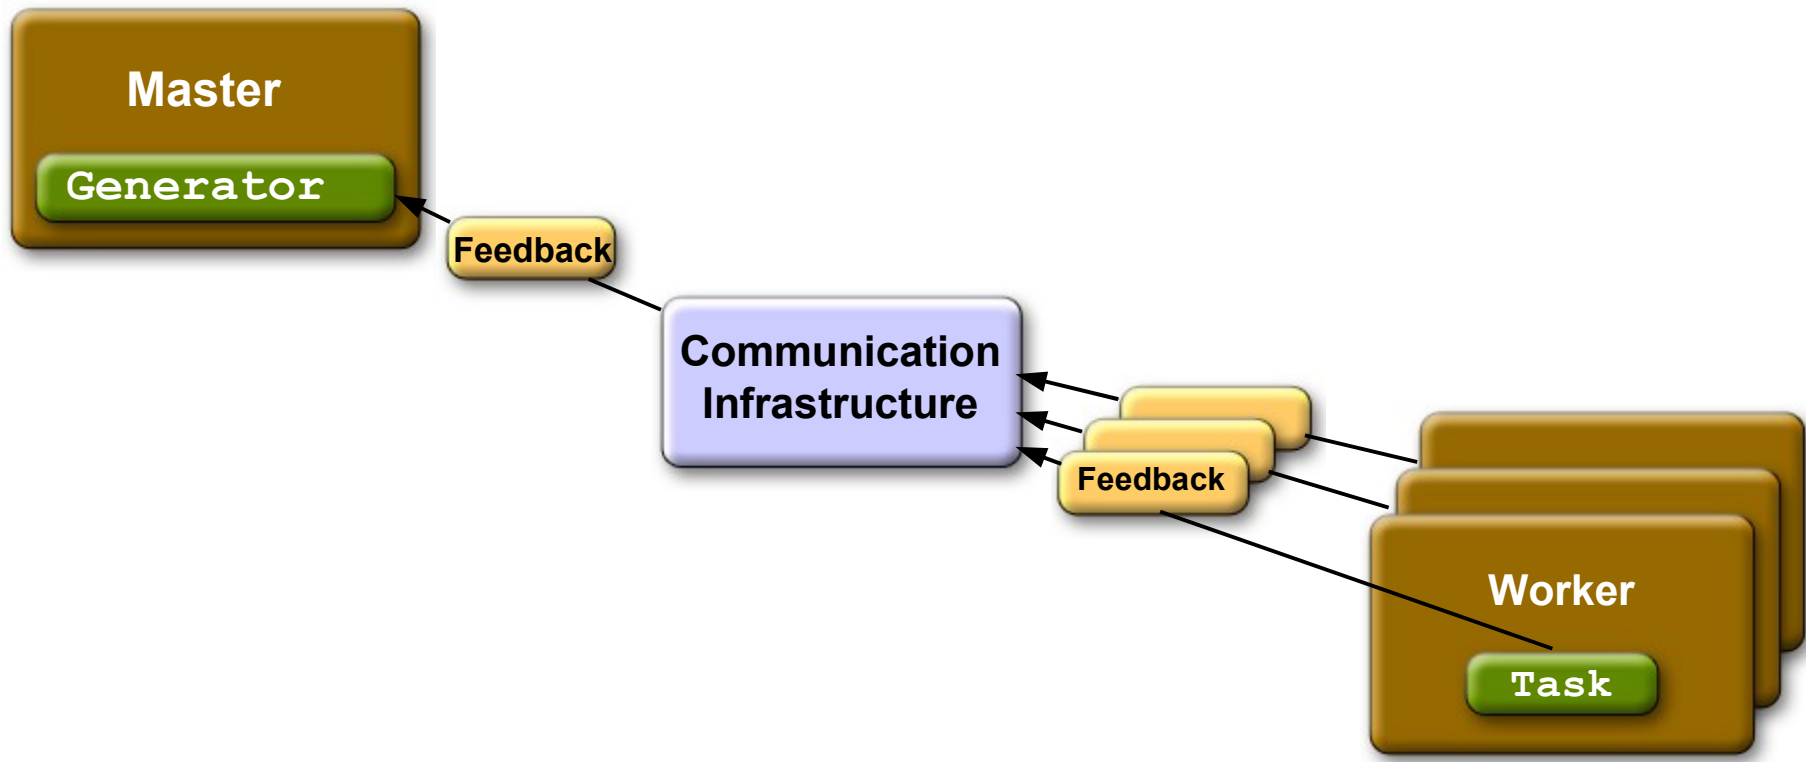 Master
Generator
Feedback
Communication
Infrastructure
Feedback
Worker
Task